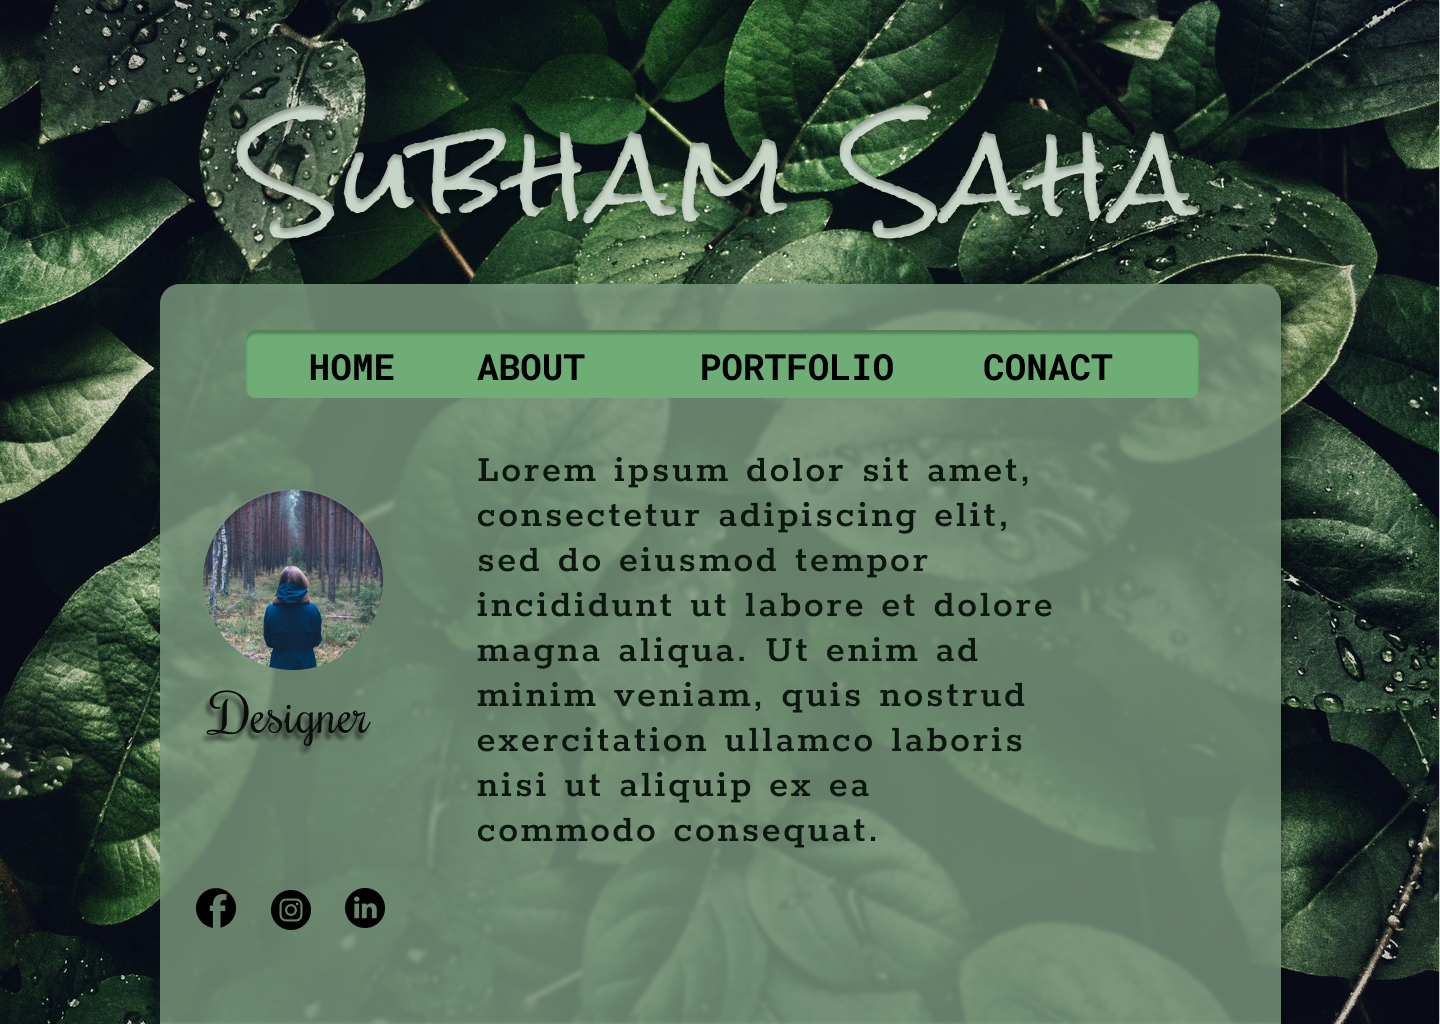 Subham Saha
HOME ABOUT PORTFOLIO CONACT
Lorem ipsum dolor sit amet,
consectetur adipiscing elit,
sed do eiusmod tempor
incididunt ut labore et dolore
magna aliqua. Ut enim ad
minim veniam, quis nostrud
exercitation ullamco laboris
nisi ut aliquip ex ea
commodo consequat.
Designer